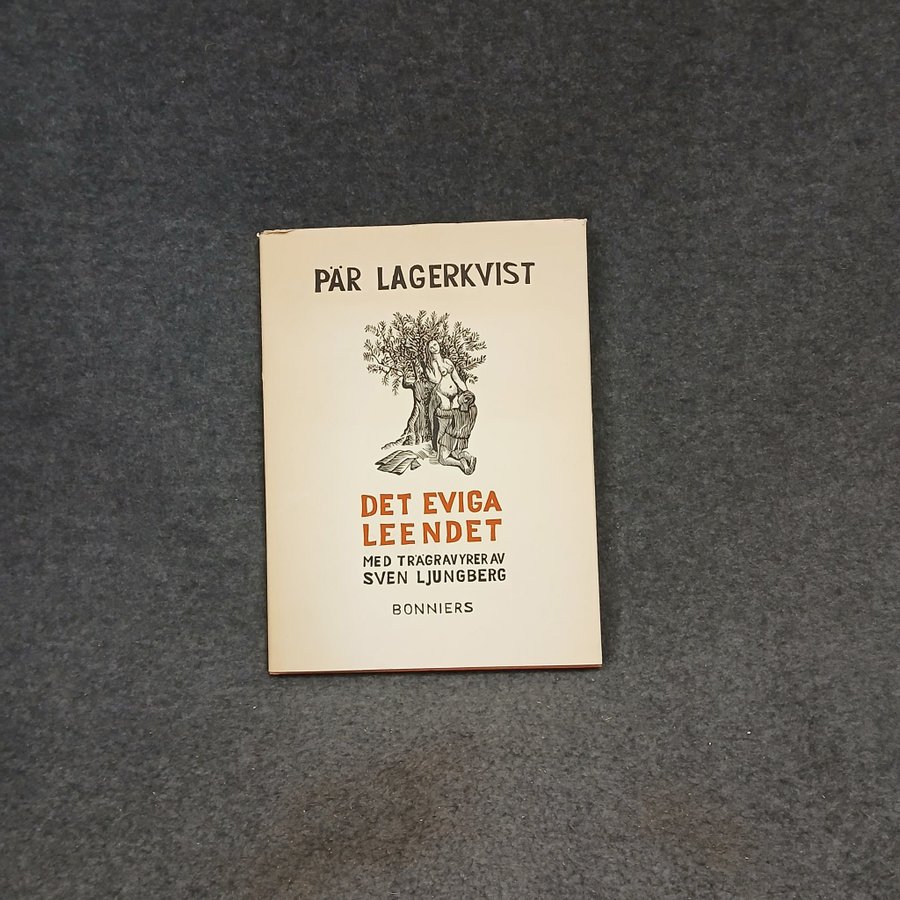 PÄR LAGERKVIST
DET EVIGA
LEENDET
MED TRÄGRAVYRER AV
SVEN LJUNGBERG
BONNIERS